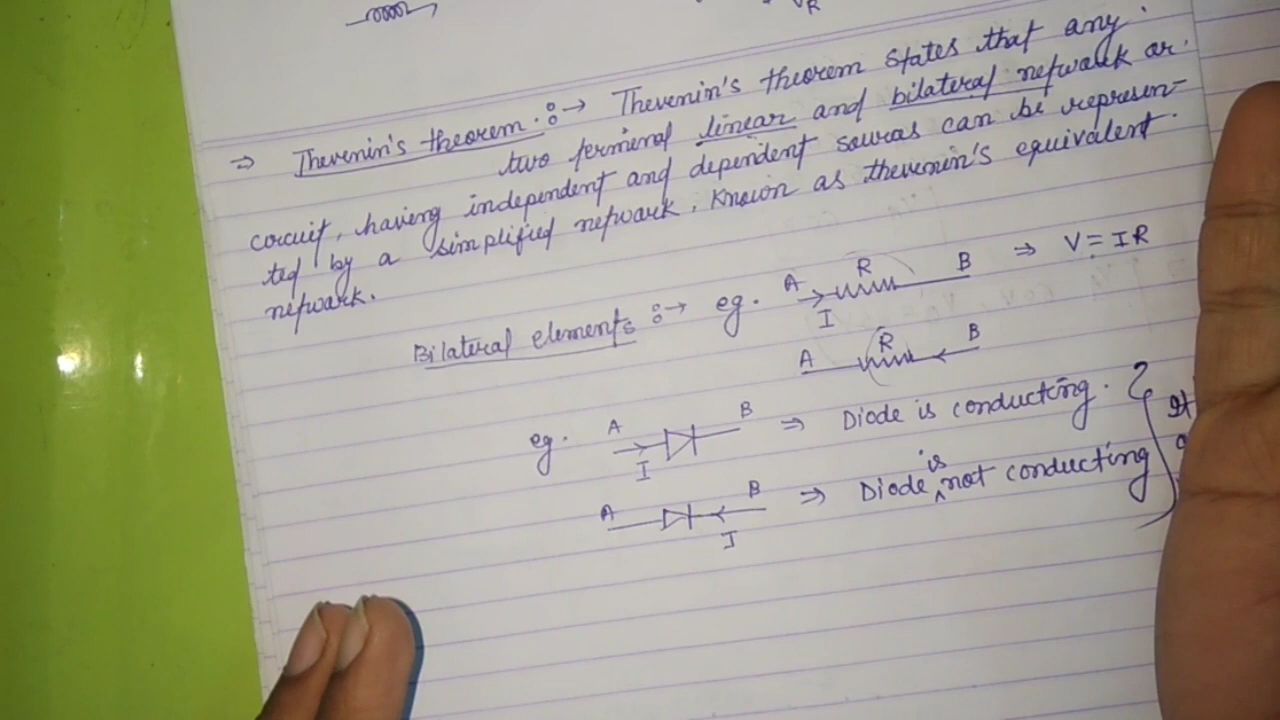 V_R
⇒ Thevenin's theorem :→ Thevenin's theorem states that any
two terminal linear and bilateral network or
circuit, having independent and dependent sources can be represen-
ted by a simplified network. Known as thevenin's equivalent
network.
Bilateral elements :→ eg. A I R B ⇒ V = IR
A R B
eg. A I B ⇒ Diode is conducting.
A I B ⇒ Diode is not conducting
It